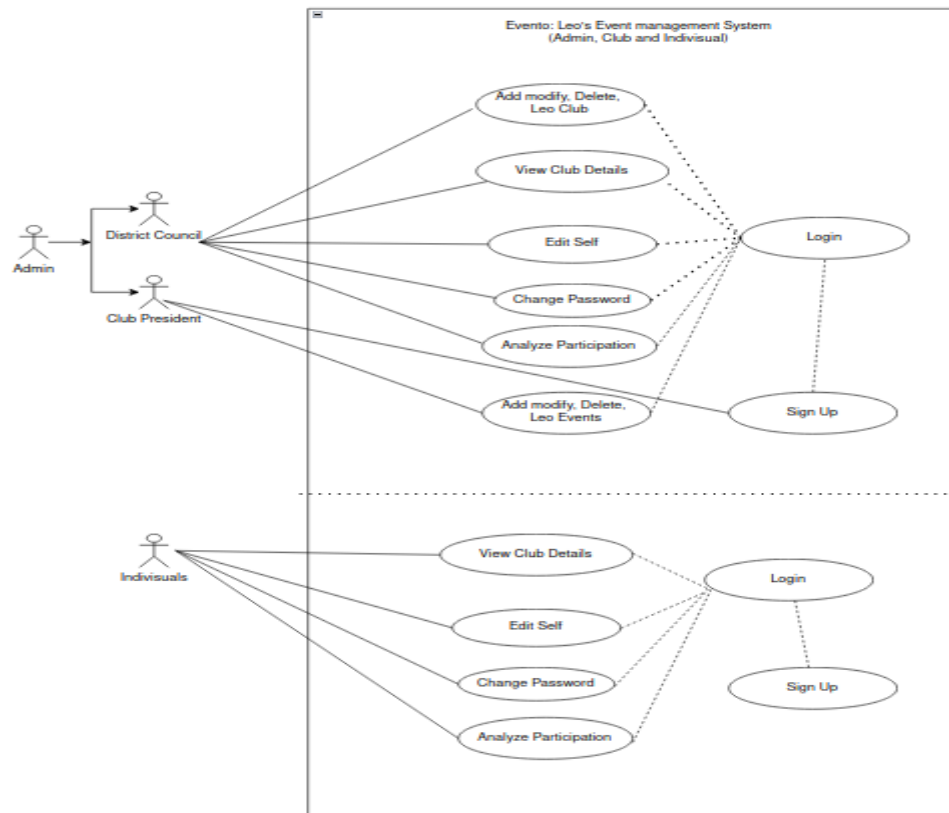 Evento: Leo's Event management System
(Admin, Club and Indivisual)
Add modify, Delete,
Leo Club
View Club Details
District Council
Admin
Edit Self
Login
Club President
Change Password
Analyze Participation
Add modify, Delete,
Leo Events
Sign Up
Indivisuals
View Club Details
Login
Edit Self
Change Password
Sign Up
Analyze Participation